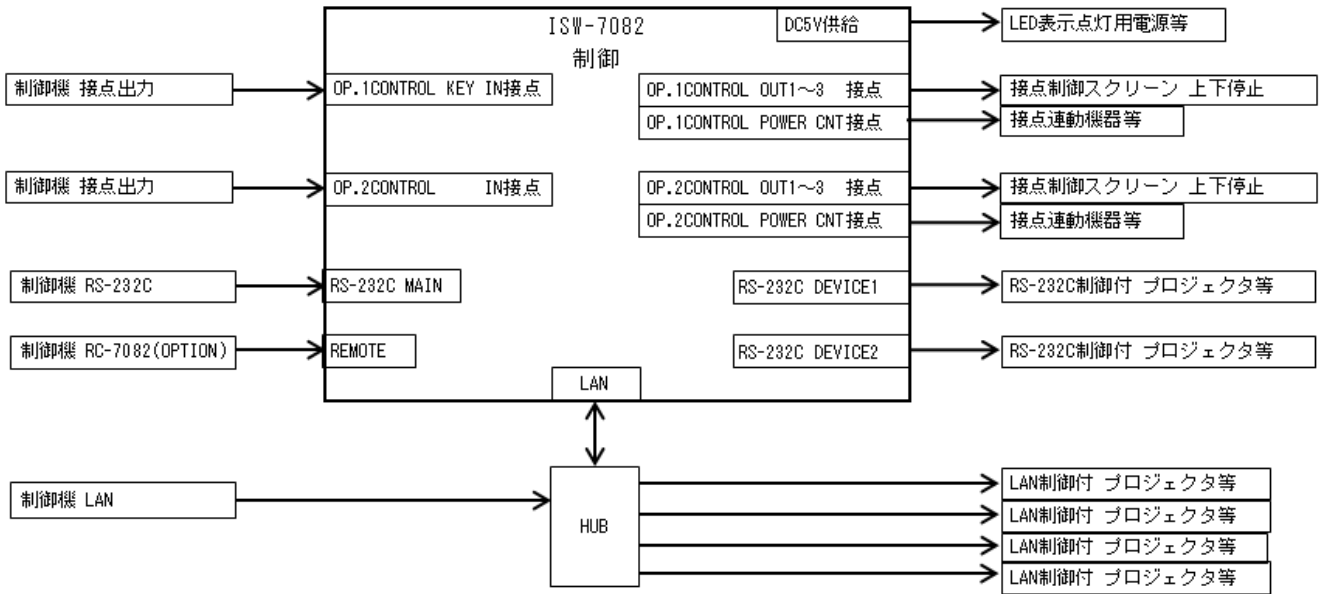 ISW-7082
制御
DC5V供給
LED表示点灯用電源等
制御機 接点出力
OP.1CONTROL KEY IN接点
OP.1CONTROL OUT1～3 接点
接点制御スクリーン 上下停止
OP.1CONTROL POWER CNT接点
接点連動機器等
制御機 接点出力
OP.2CONTROL IN接点
OP.2CONTROL OUT1～3 接点
接点制御スクリーン 上下停止
OP.2CONTROL POWER CNT接点
接点連動機器等
制御機 RS-232C
RS-232C MAIN
RS-232C DEVICE1
RS-232C制御付 プロジェクタ等
制御機 RC-7082(OPTION)
REMOTE
RS-232C DEVICE2
RS-232C制御付 プロジェクタ等
LAN
制御機 LAN
HUB
LAN制御付 プロジェクタ等
LAN制御付 プロジェクタ等
LAN制御付 プロジェクタ等
LAN制御付 プロジェクタ等